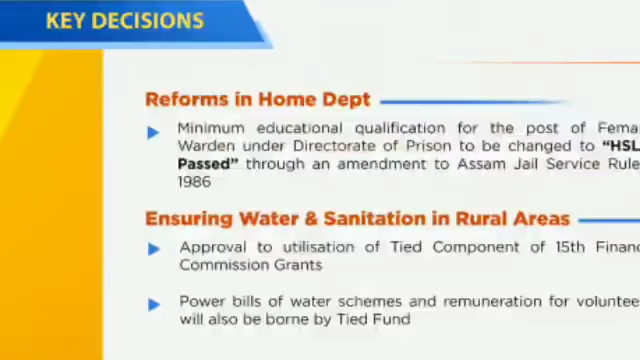 KEY DECISIONS
Reforms in Home Dept
Minimum educational qualification for the post of Fema
Warden under Directorate of Prison to be changed to “HSL
Passed” through an amendment to Assam Jail Service Rule
1986
Ensuring Water & Sanitation in Rural Areas
Approval to utilisation of Tied Component of 15th Financ
Commission Grants
Power bills of water schemes and remuneration for voluntee
will also be borne by Tied Fund